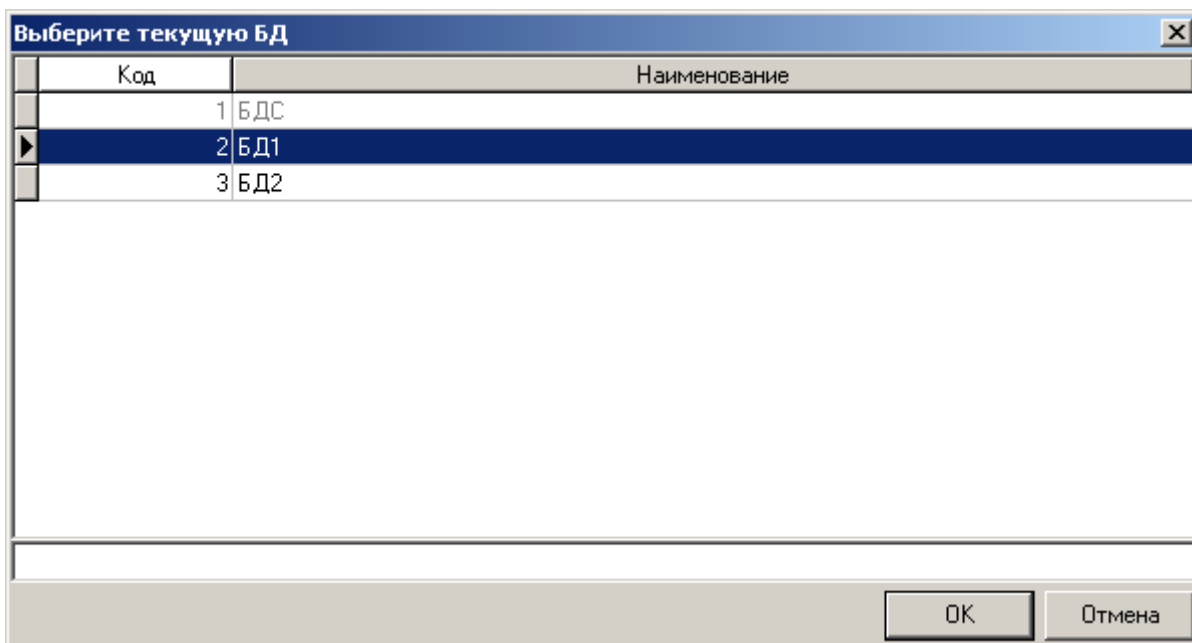 Выберите текущую БД
Код Наименование
1 БДС
2 БД1
3 БД2
OK Отмена